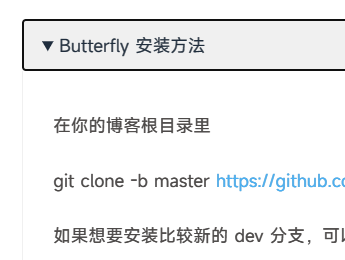 ▼ Butterfly 安装方法
在你的博客根目录里
git clone -b master https://github.co
如果想要安装比较新的 dev 分支，可